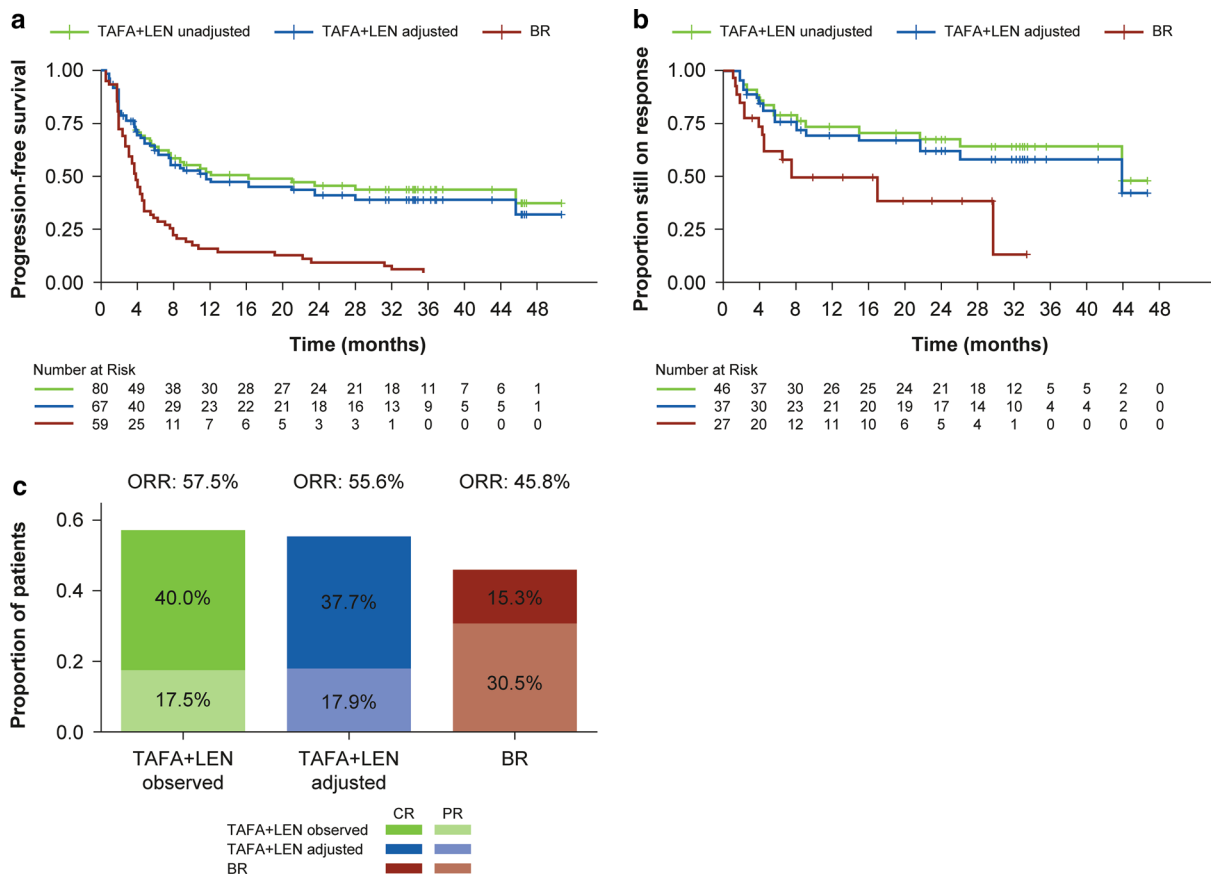 a
TAFA+LEN unadjusted TAFA+LEN adjusted BR
Progression-free survival
1.00
0.75
0.50
0.25
0.00
0 4 8 12 16 20 24 28 32 36 40 44 48
Time (months)
Number at Risk
80 49 38 30 28 27 24 21 18 11 7 6 1
67 40 29 23 22 21 18 16 13 9 5 5 1
59 25 11 7 6 5 3 3 1 0 0 0 0
b
TAFA+LEN unadjusted TAFA+LEN adjusted BR
Proportion still on response
1.00
0.75
0.50
0.25
0.00
0 4 8 12 16 20 24 28 32 36 40 44 48
Time (months)
Number at Risk
46 37 30 26 25 24 21 18 12 5 5 2 0
37 30 23 21 20 19 17 14 10 4 4 2 0
27 20 12 11 10 6 5 4 1 0 0 0 0
c
ORR: 57.5% ORR: 55.6% ORR: 45.8%
Proportion of patients
0.6
0.4
0.2
0.0
40.0% 37.7% 15.3%
17.5% 17.9% 30.5%
TAFA+LEN observed
TAFA+LEN adjusted
BR
CR PR
TAFA+LEN observed
TAFA+LEN adjusted
BR